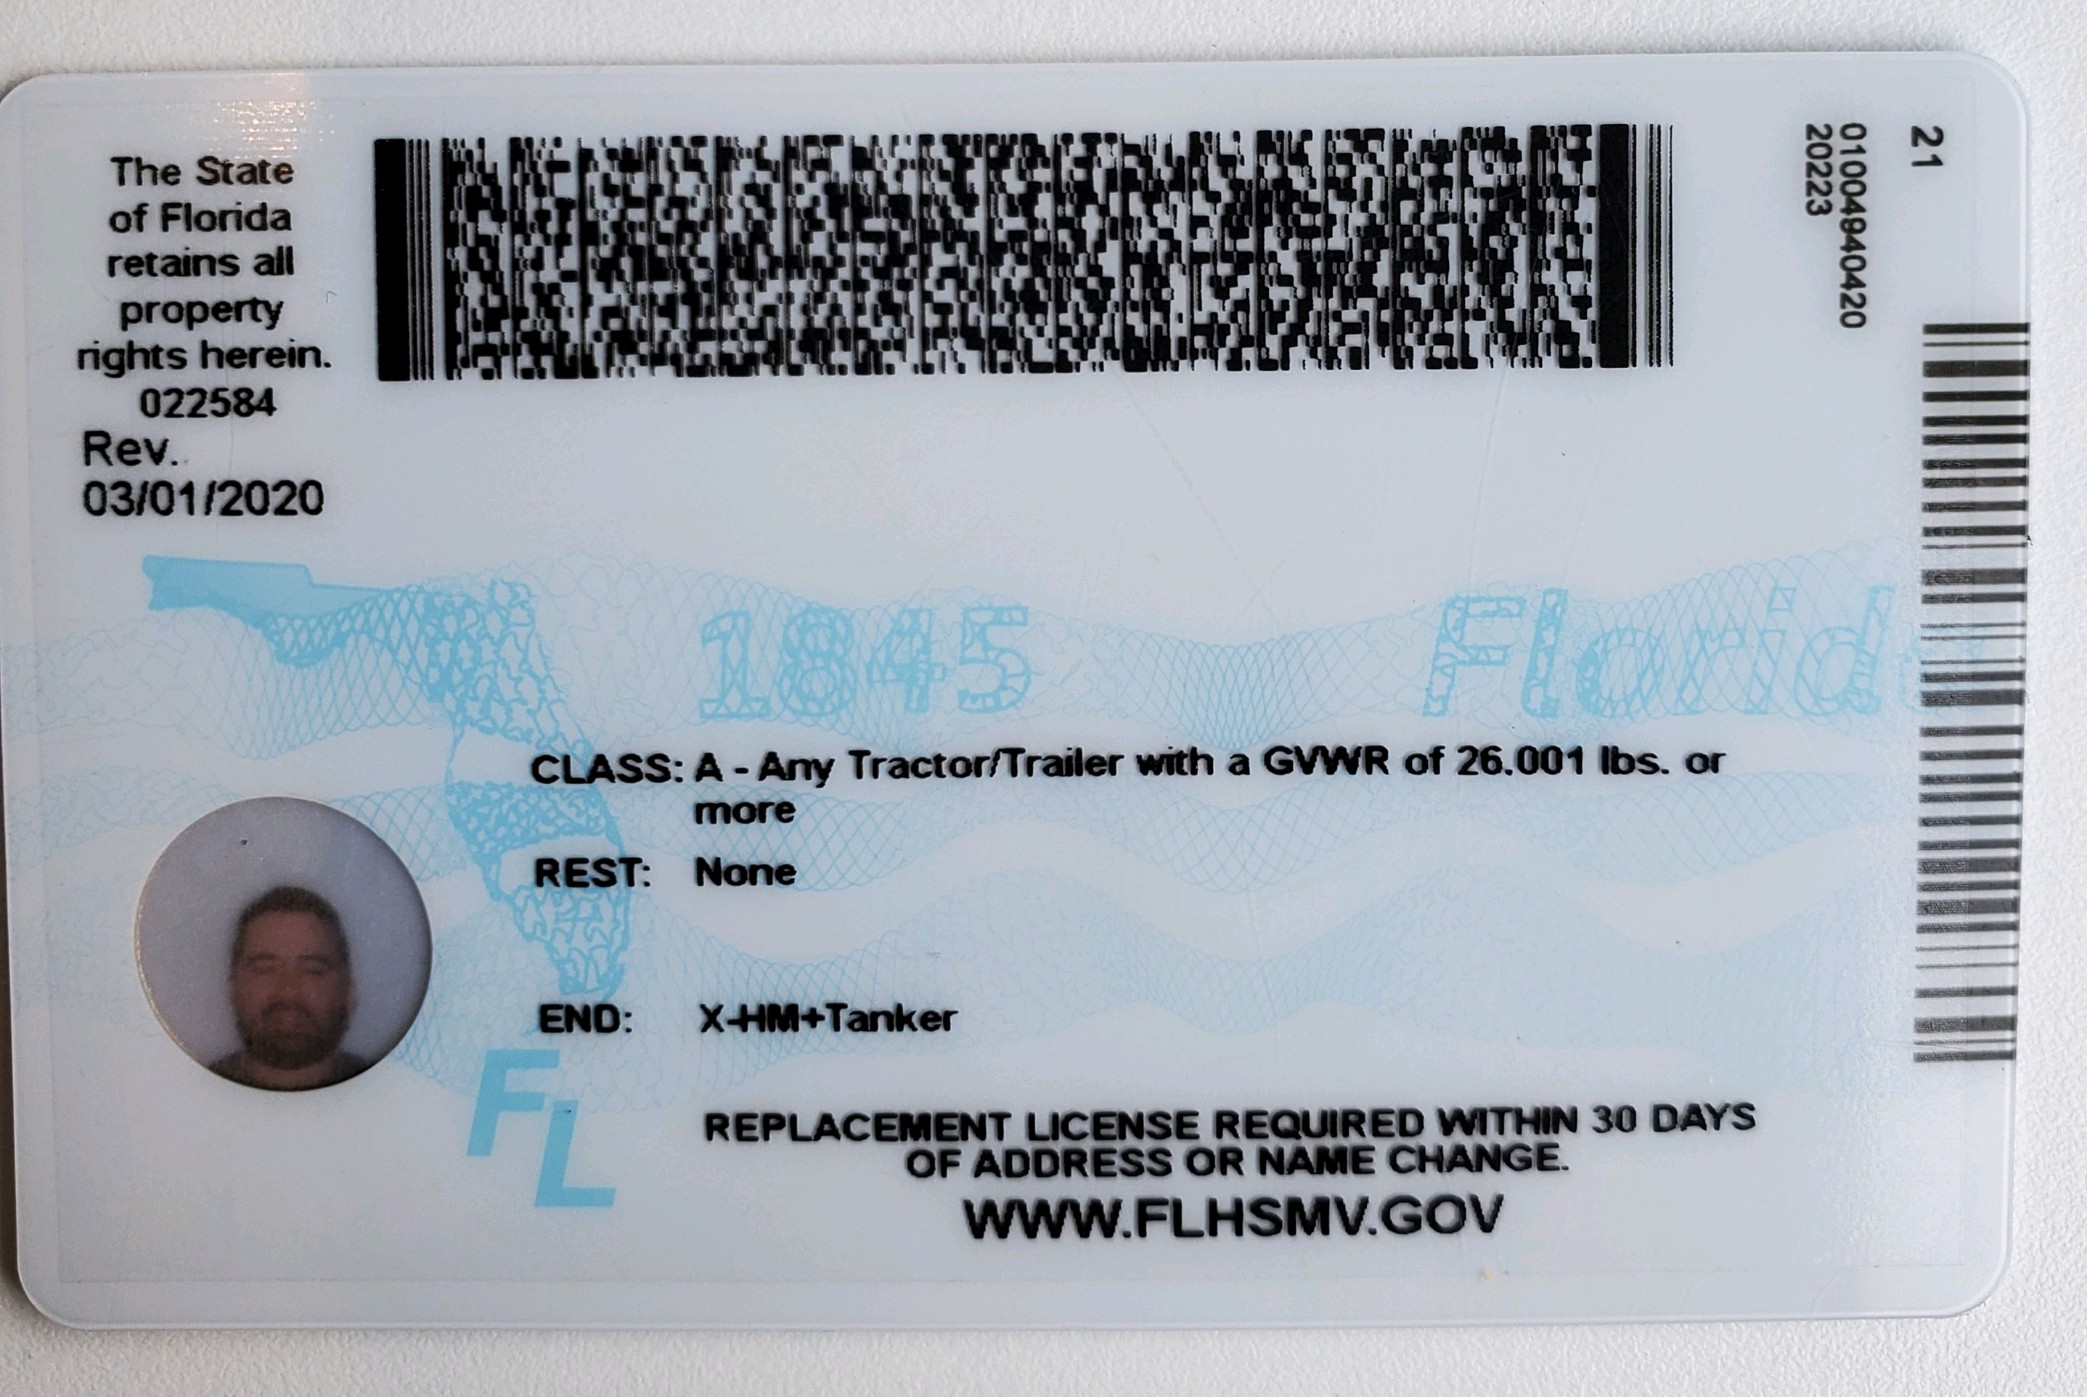 The State
of Florida
retains all
property
rights herein.
022584
Rev.
03/01/2020
21
0100494940420
20223
1845
Florid
CLASS: A - Any Tractor/Trailer with a GVWR of 26.001 lbs. or
more
REST: None
END: X-HM+Tanker
FL
REPLACEMENT LICENSE REQUIRED WITHIN 30 DAYS
OF ADDRESS OR NAME CHANGE.
WWW.FLHSMV.GOV